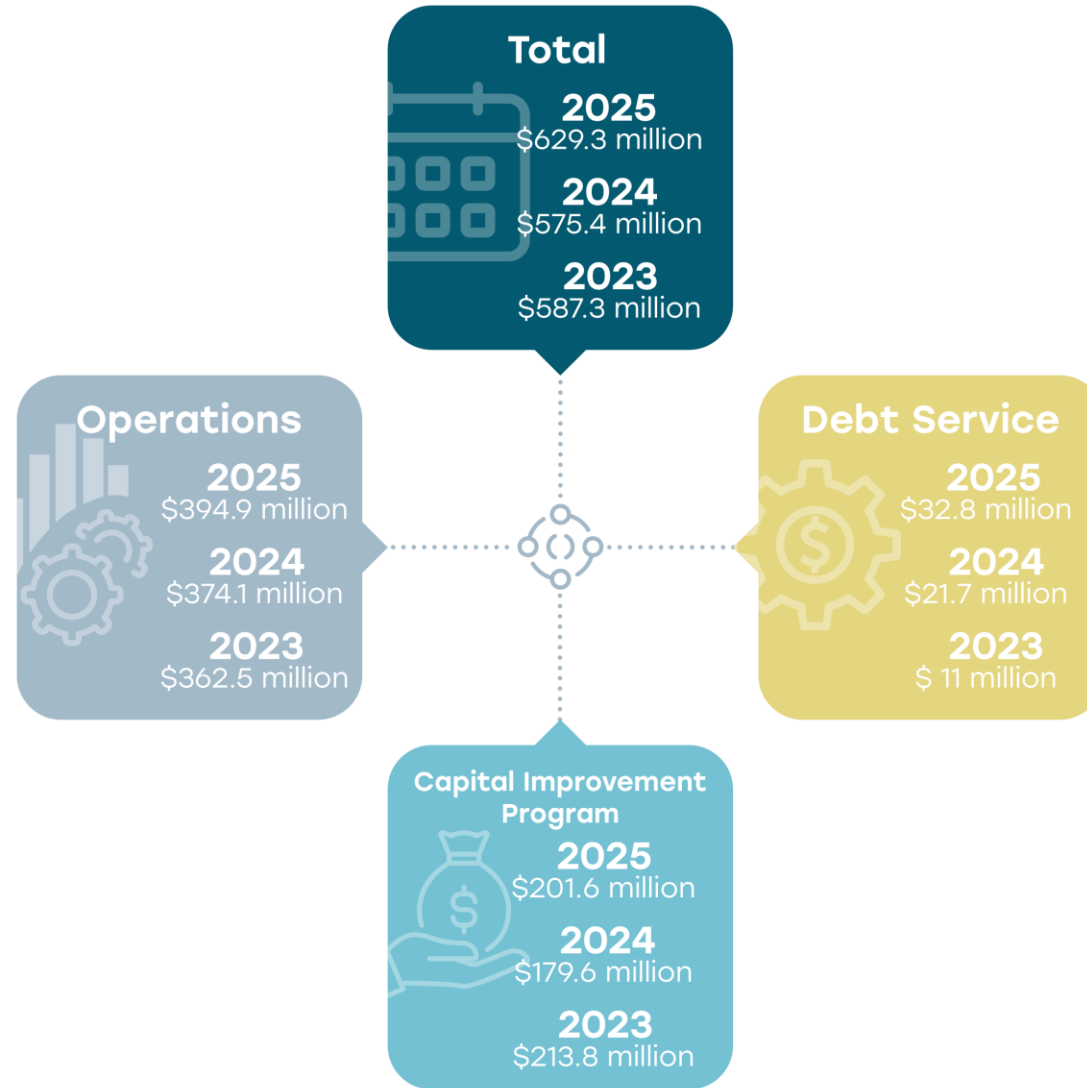 Total
2025
$629.3 million
2024
$575.4 million
2023
$587.3 million
Operations
2025
$394.9 million
2024
$374.1 million
2023
$362.5 million
Debt Service
2025
$32.8 million
2024
$21.7 million
2023
$ 11 million
Capital Improvement
Program
2025
$201.6 million
2024
$179.6 million
2023
$213.8 million